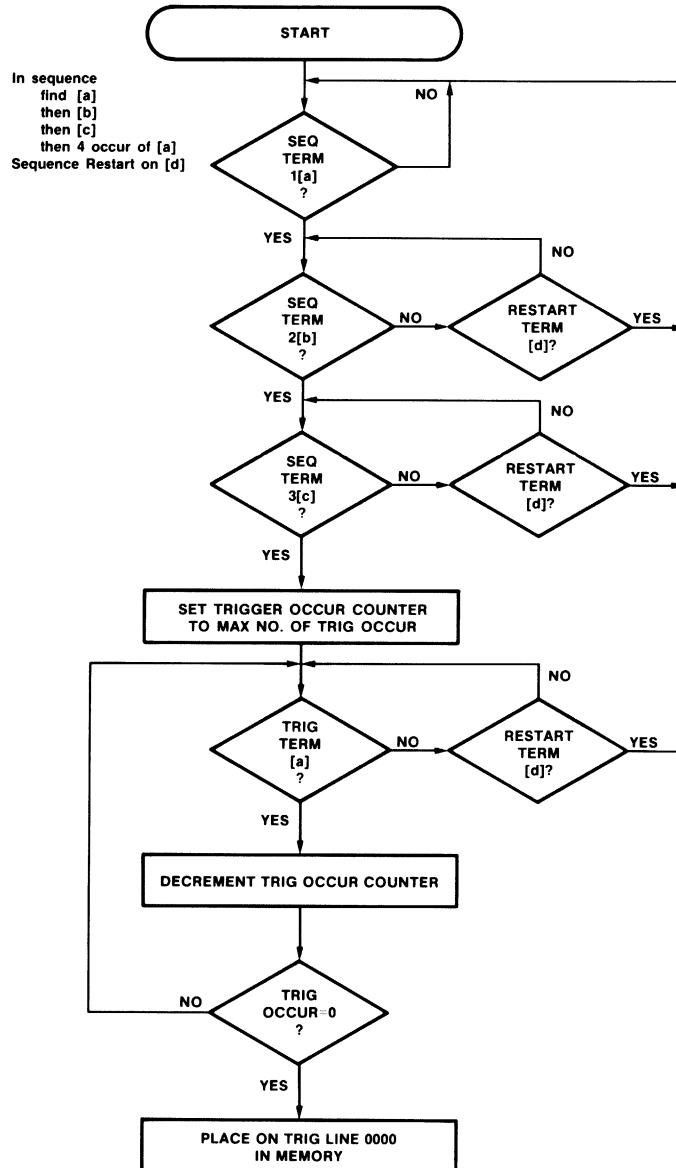 START
In sequence
find [a]
then [b]
then [c]
then 4 occur of [a]
Sequence Restart on [d]
NO
SEQ
TERM
1[a]
?
YES
NO
SEQ
TERM
2[b]
?
NO
RESTART
TERM
[d]?
YES
YES
NO
SEQ
TERM
3[c]
?
NO
RESTART
TERM
[d]?
YES
YES
SET TRIGGER OCCUR COUNTER
TO MAX NO. OF TRIG OCCUR
NO
TRIG
TERM
[a]
?
NO
RESTART
TERM
[d]?
YES
YES
DECREMENT TRIG OCCUR COUNTER
NO
TRIG
OCCUR=0
?
YES
PLACE ON TRIG LINE 0000
IN MEMORY